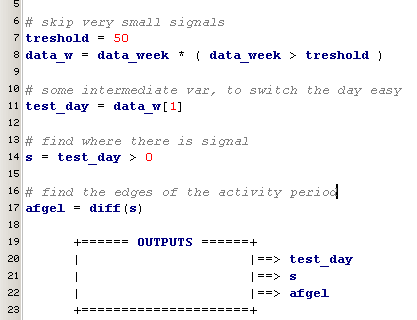 5
6 # skip very small signals
7 treshold = 50
8 data_w = data_week * ( data_week > treshold )
9
10 # some intermediate var, to switch the day easy
11 test_day = data_w[1]
12
13 # find where there is signal
14 s = test_day > 0
15
16 # find the edges of the activity period
17 afgel = diff(s)
18
19 +====== OUTPUTS ======+
20 | |==> test_day
21 | |==> s
22 | |==> afgel
23 +=====================+